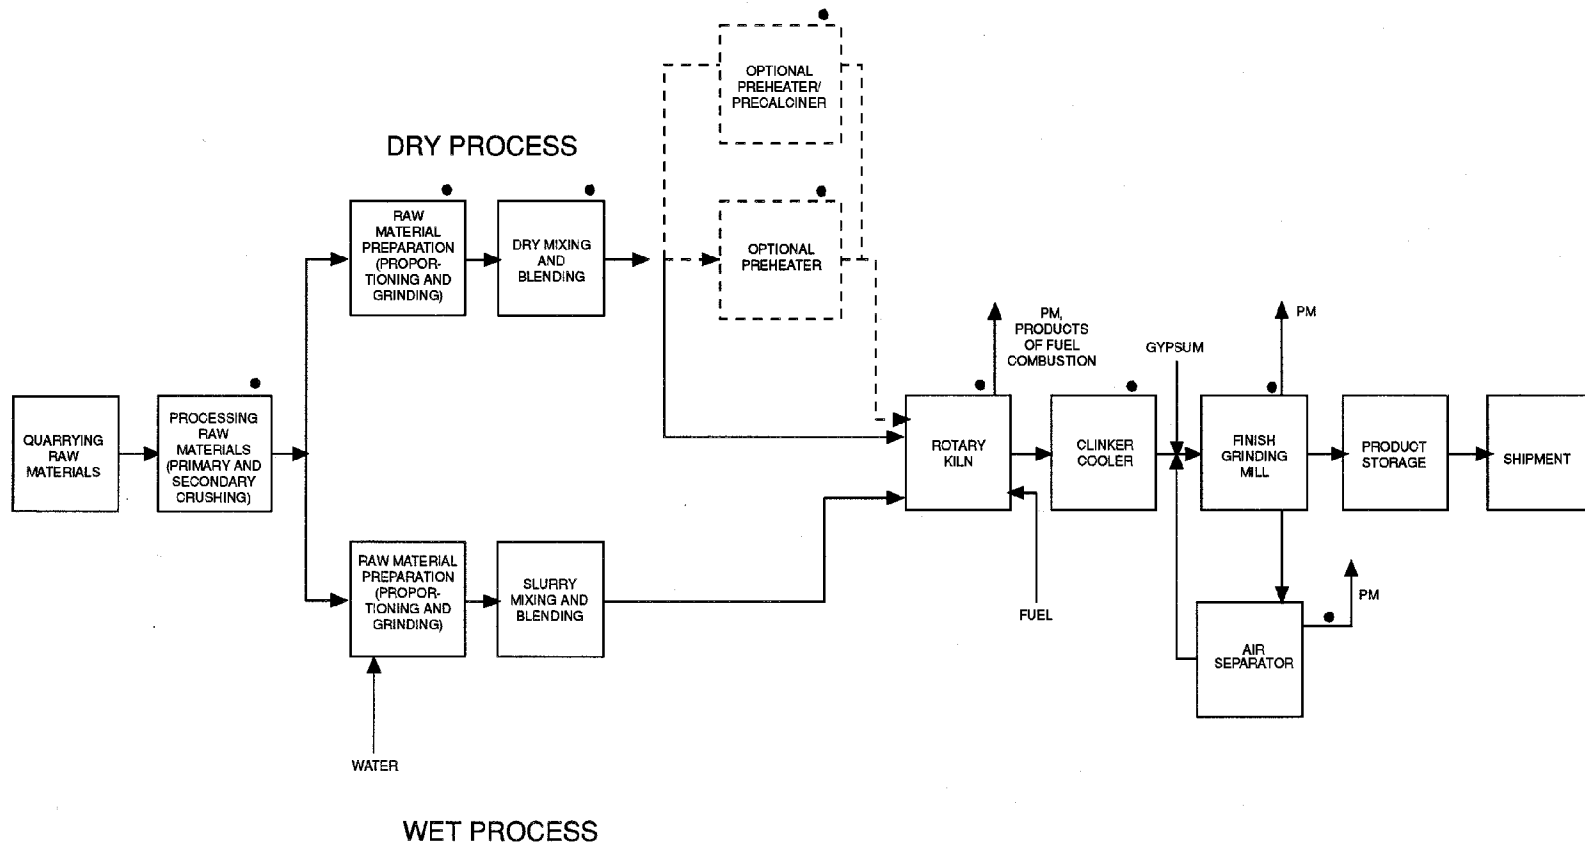 OPTIONAL
PREHEATER/
PRECALCINER
DRY PROCESS
RAW
MATERIAL
PREPARATION
(PROPOR-
TIONING AND
GRINDING)
DRY MIXING
AND
BLENDING
OPTIONAL
PREHEATER
PM,
PRODUCTS
OF FUEL
COMBUSTION
GYPSUM
PM
QUARRYING
RAW
MATERIALS
PROCESSING
RAW
MATERIALS
(PRIMARY AND
SECONDARY
CRUSHING)
ROTARY
KILN
CLINKER
COOLER
FINISH
GRINDING
MILL
PRODUCT
STORAGE
SHIPMENT
RAW MATERIAL
PREPARATION
(PROPOR-
TIONING AND
GRINDING)
SLURRY
MIXING AND
BLENDING
FUEL
PM
AIR
SEPARATOR
WATER
WET PROCESS